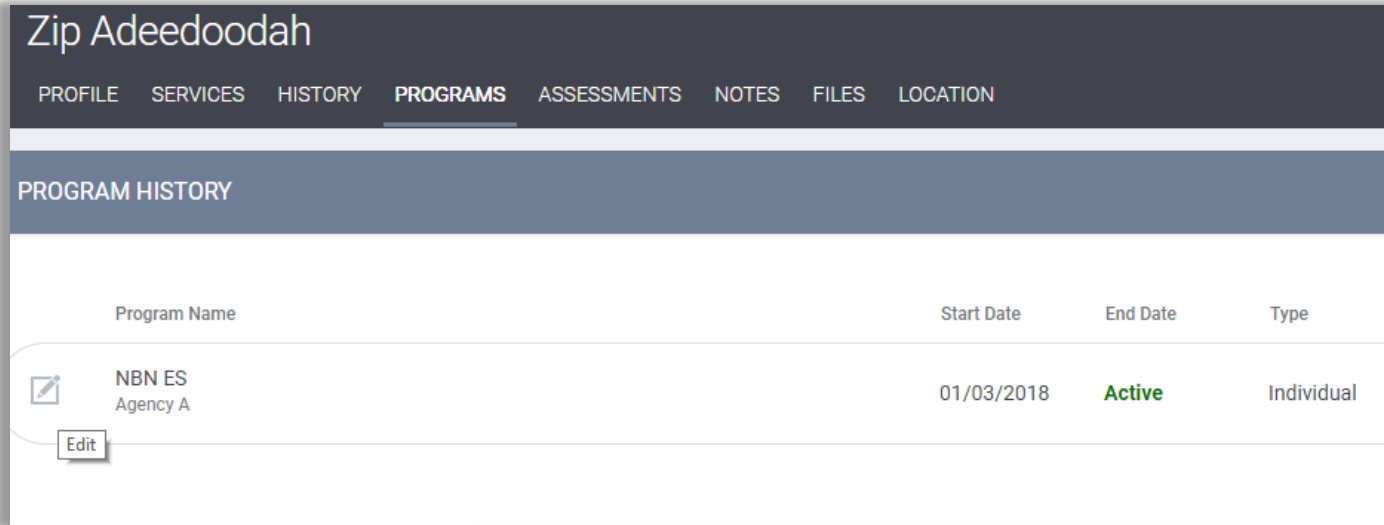 Zip Adeedoodah
PROFILE SERVICES HISTORY PROGRAMS ASSESSMENTS NOTES FILES LOCATION
PROGRAM HISTORY
Program Name Start Date End Date Type
NBN ES 01/03/2018 Active Individual
Agency A
Edit